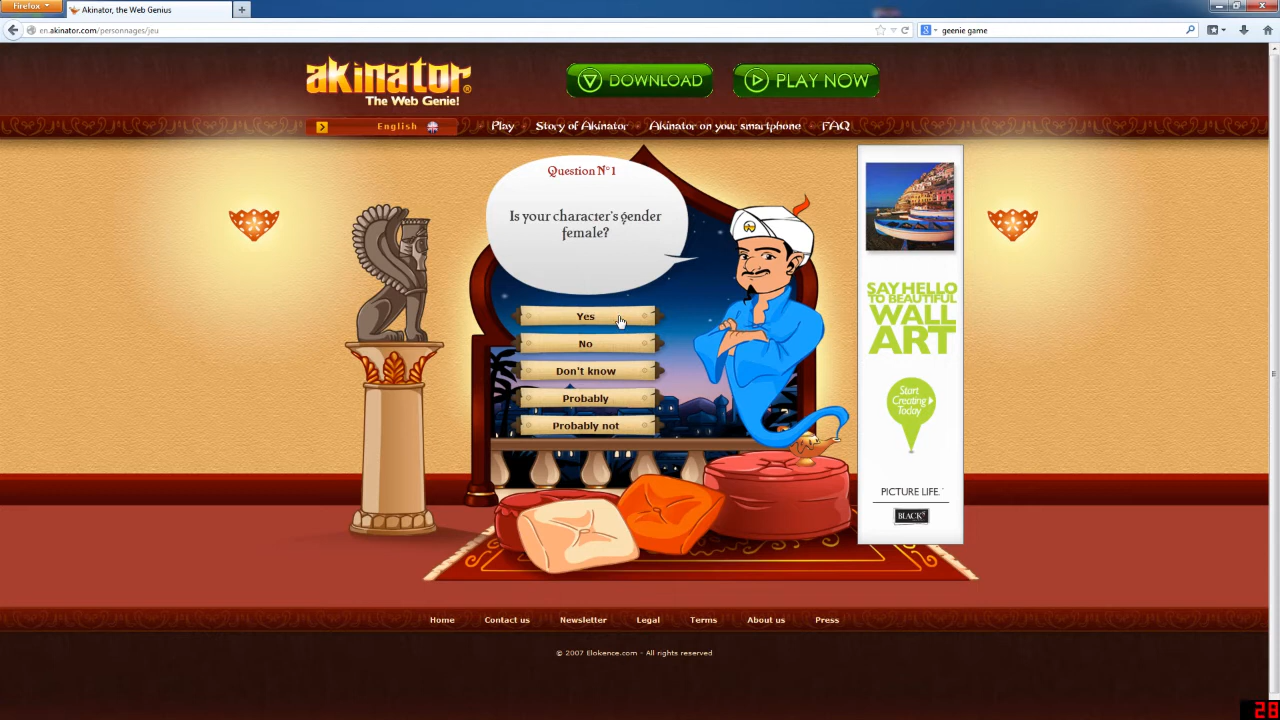 Firefox
Akinator, the Web Genius
en.akinator.com/personnages/jeu
geenie game
akinator®
The Web Genie!
DOWNLOAD
PLAY NOW
English
Play
Story of Akinator
Akinator on your smartphone
FAQ
Question N°1
Is your character's gender
female?
Yes
No
Don't know
Probably
Probably not
SAY HELLO
TO BEAUTIFUL
WALL
ART
Start
Creating
Today
PICTURE LIFE.
BLACK
Home
Contact us
Newsletter
Legal
Terms
About us
Press
© 2007 Elokence.com - All rights reserved
28